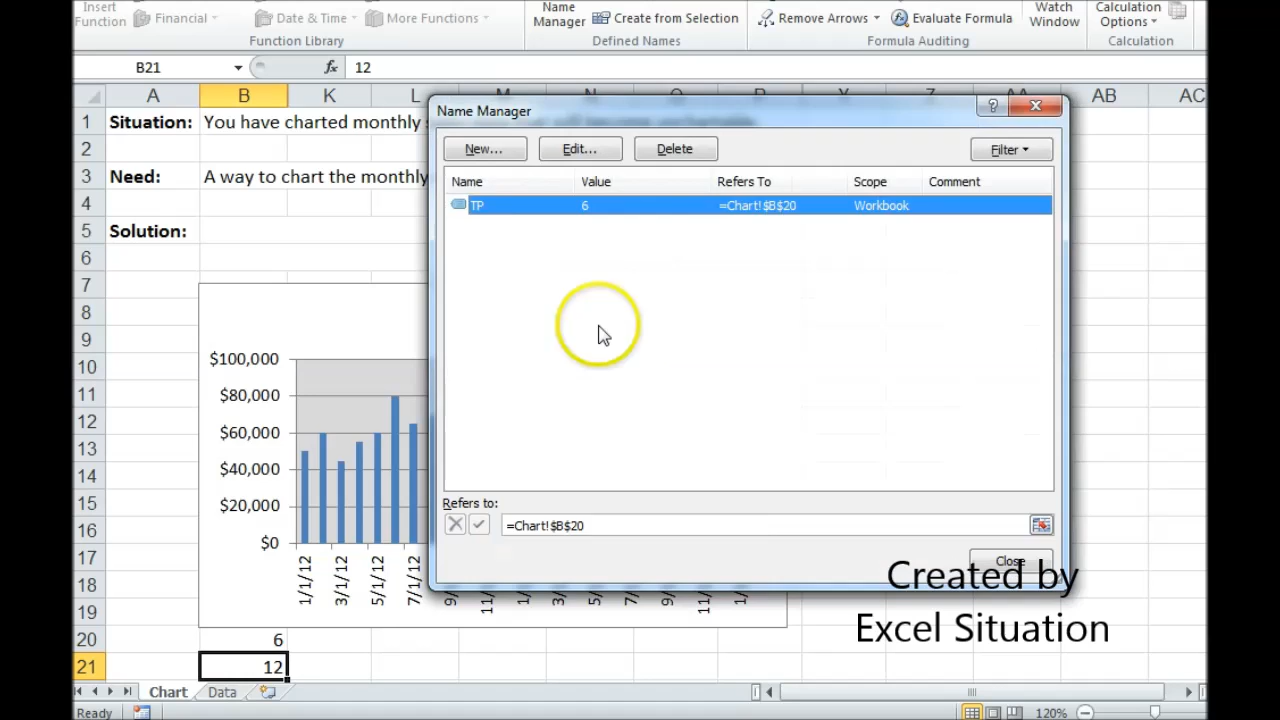 Insert
Function
Financial
Date & Time
More Functions
Function Library
Name
Manager
Create from Selection
Defined Names
Remove Arrows
Evaluate Formula
Formula Auditing
Watch
Window
Calculation
Options
Calculation
B21
fx
12
A
B
K
L
AB
AC
1
Situation:
You have charted monthly
2
3
Need:
A way to chart the monthly
4
5
Solution:
6
7
8
9
10
11
12
13
14
15
16
17
18
19
20
6
21
12
Name Manager
New...
Edit...
Delete
Filter
Name
Value
Refers To
Scope
Comment
TP
6
=Chart!$B$20
Workbook
Refers to:
=Chart!$B$20
Close
$100,000
$80,000
$60,000
$40,000
$20,000
$0
1/1/12
3/1/12
5/1/12
7/1/12
Created by
Excel Situation
Chart
Data
Ready
120%